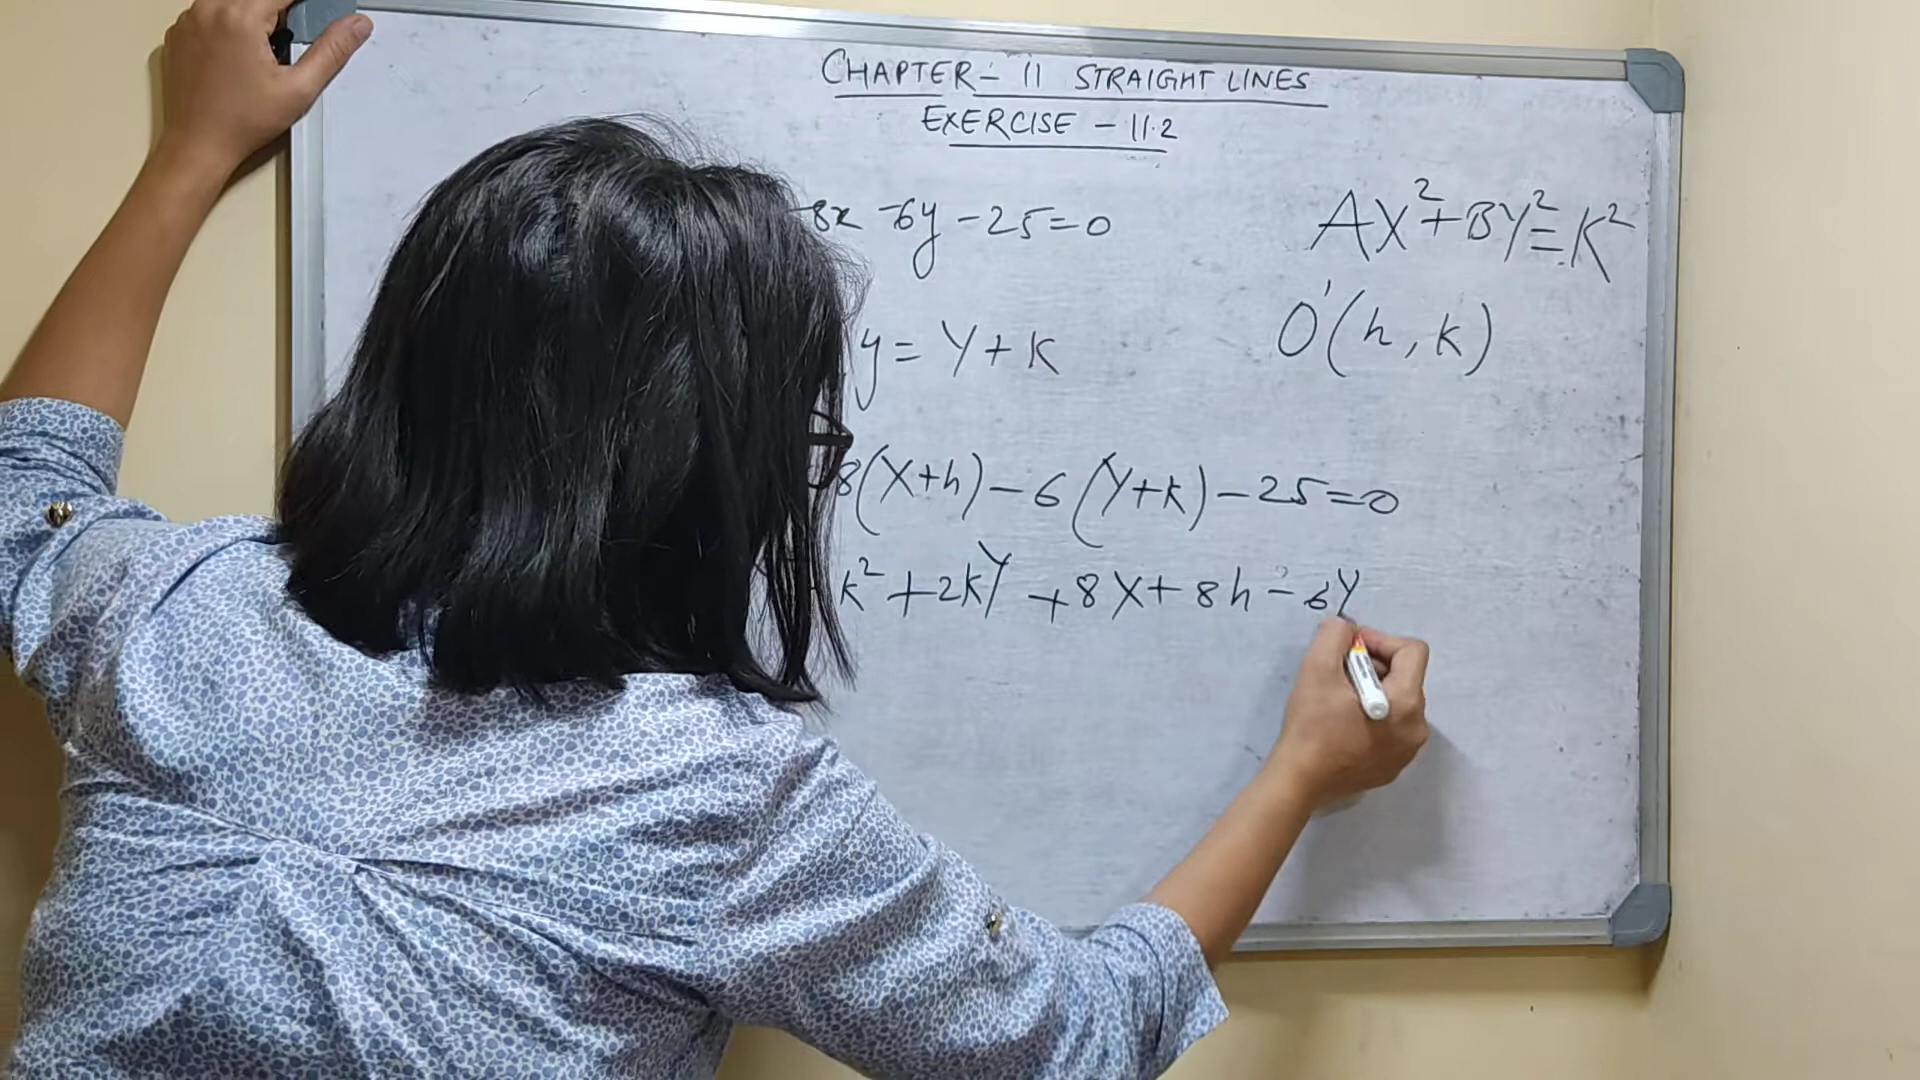 CHAPTER- 11 STRAIGHT LINES
EXERCISE - 11.2
8x -6y -25=0
AX²+BY²=K²
y= Y+k
O'(h, k)
8(X+h)-6(Y+k)-25=0
k²+2kY+8X+8h-6Y